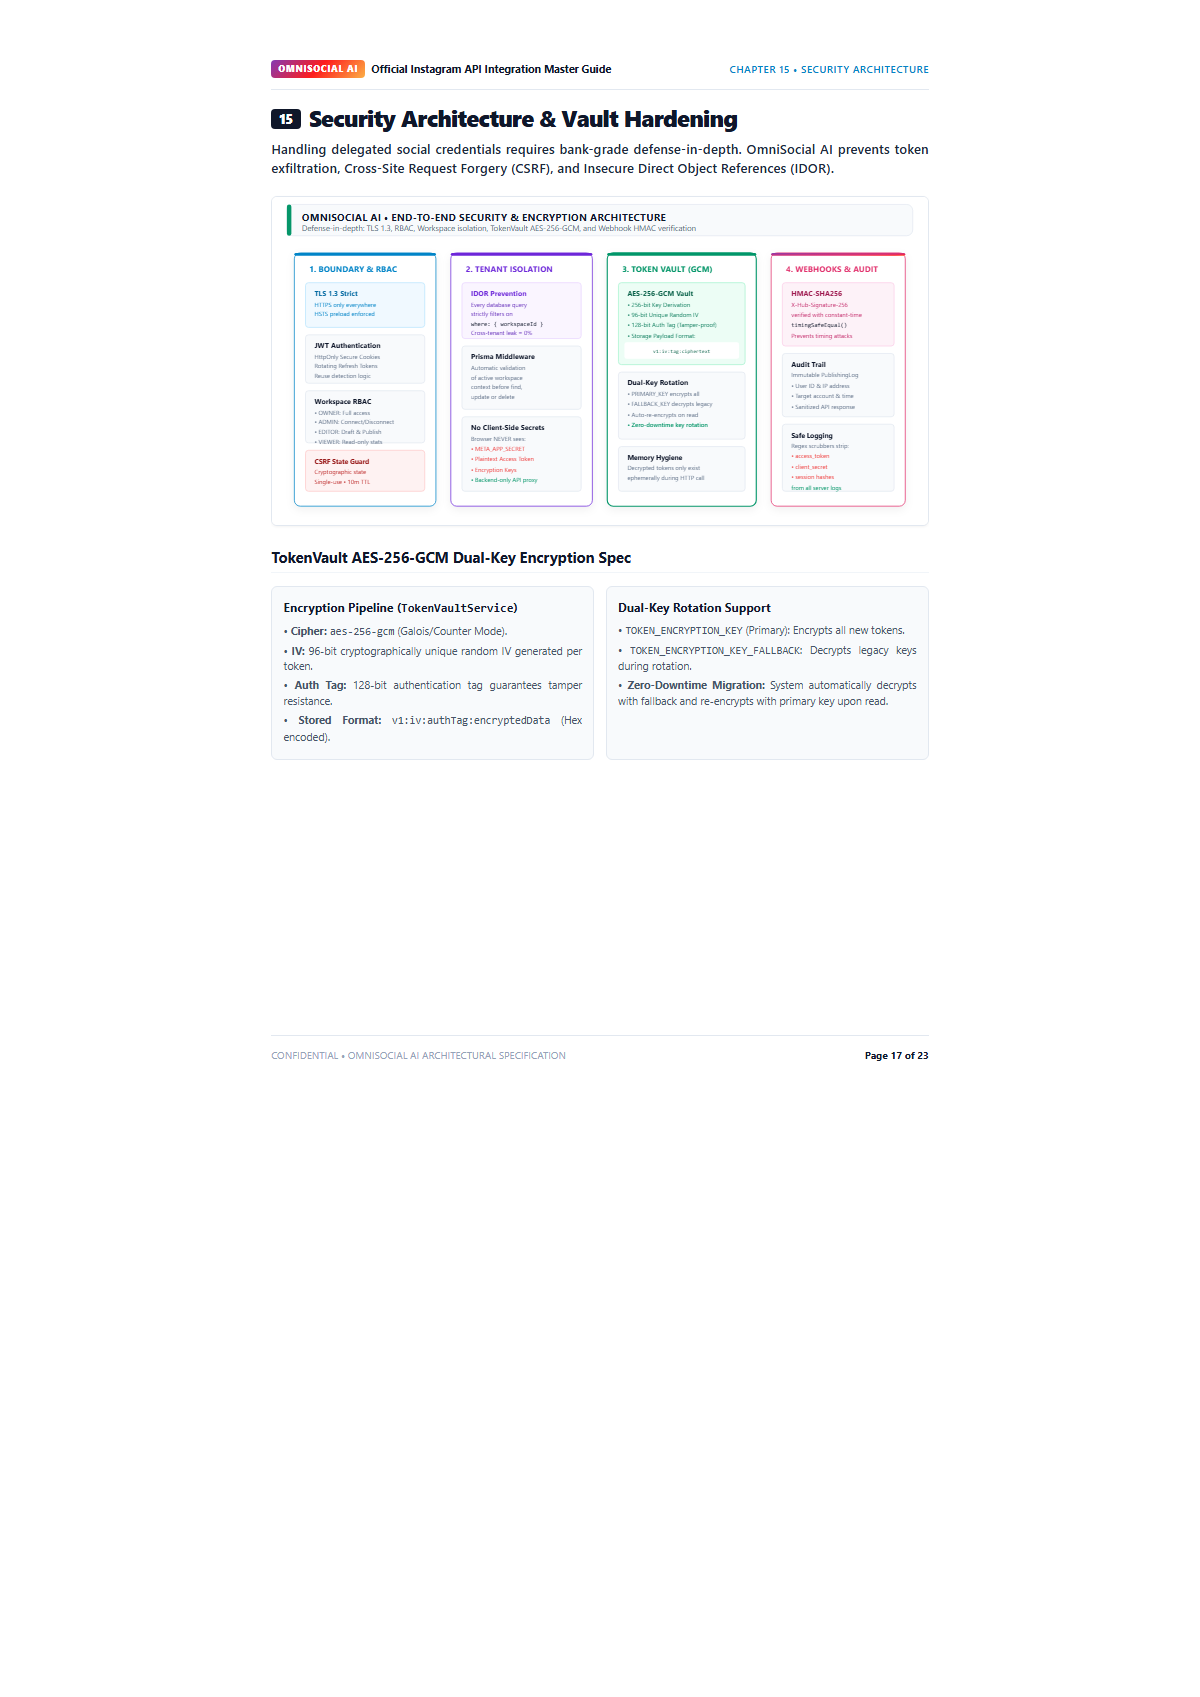 OMNISOCIAL AI Official Instagram API Integration Master Guide
CHAPTER 15 • SECURITY ARCHITECTURE
15 Security Architecture & Vault Hardening
Handling delegated social credentials requires bank-grade defense-in-depth. OmniSocial AI prevents token
exfiltration, Cross-Site Request Forgery (CSRF), and Insecure Direct Object References (IDOR).
OMNISOCIAL AI • END-TO-END SECURITY & ENCRYPTION ARCHITECTURE
Defense-in-depth: TLS 1.3, RBAC, Workspace isolation, TokenVault AES-256-GCM, and Webhook HMAC verification
1. BOUNDARY & RBAC
TLS 1.3 Strict
HTTPS only everywhere
HSTS preload enforced
JWT Authentication
HttpOnly Secure Cookies
Rotating Refresh Tokens
Reuse detection logic
Workspace RBAC
• OWNER: Full access
• ADMIN: Connect/Disconnect
• EDITOR: Draft & Publish
• VIEWER: Read-only stats
CSRF State Guard
Cryptographic state
Single-use • 10m TTL
2. TENANT ISOLATION
IDOR Prevention
Every database query
strictly filters on
where: { workspaceId }
Cross-tenant leak = 0%
Prisma Middleware
Automatic validation
of active workspace
context before find,
update or delete
No Client-Side Secrets
Browser NEVER sees:
• META_APP_SECRET
• Plaintext Access Token
• Encryption Keys
• Backend-only API proxy
3. TOKEN VAULT (GCM)
AES-256-GCM Vault
• 256-bit Key Derivation
• 96-bit Unique Random IV
• 128-bit Auth Tag (Tamper-proof)
• Storage Payload Format:
v1:iv:tag:ciphertext
Dual-Key Rotation
• PRIMARY_KEY encrypts all
• FALLBACK_KEY decrypts legacy
• Auto-re-encrypts on read
• Zero-downtime key rotation
Memory Hygiene
Decrypted tokens only exist
ephemerally during HTTP call
4. WEBHOOKS & AUDIT
HMAC-SHA256
X-Hub-Signature-256
verified with constant-time
timingSafeEqual()
Prevents timing attacks
Audit Trail
Immutable PublishingLog
• User ID & IP address
• Target account & time
• Sanitized API response
Safe Logging
Regex scrubbers strip:
• access_token
• client_secret
• session hashes
from all server logs
TokenVault AES-256-GCM Dual-Key Encryption Spec
Encryption Pipeline (TokenVaultService)
• Cipher: aes-256-gcm (Galois/Counter Mode).
• IV: 96-bit cryptographically unique random IV generated per
token.
• Auth Tag: 128-bit authentication tag guarantees tamper
resistance.
• Stored Format: v1:iv:authTag:encryptedData (Hex
encoded).
Dual-Key Rotation Support
• TOKEN_ENCRYPTION_KEY (Primary): Encrypts all new tokens.
• TOKEN_ENCRYPTION_KEY_FALLBACK: Decrypts legacy keys
during rotation.
• Zero-Downtime Migration: System automatically decrypts
with fallback and re-encrypts with primary key upon read.
CONFIDENTIAL • OMNISOCIAL AI ARCHITECTURAL SPECIFICATION
Page 17 of 23